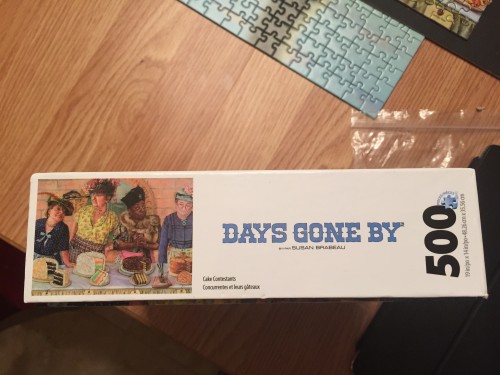 DAYS GONE BY
SUSAN BRABEAU
Cake Contestants
Concurrentes et leurs gâteaux
500